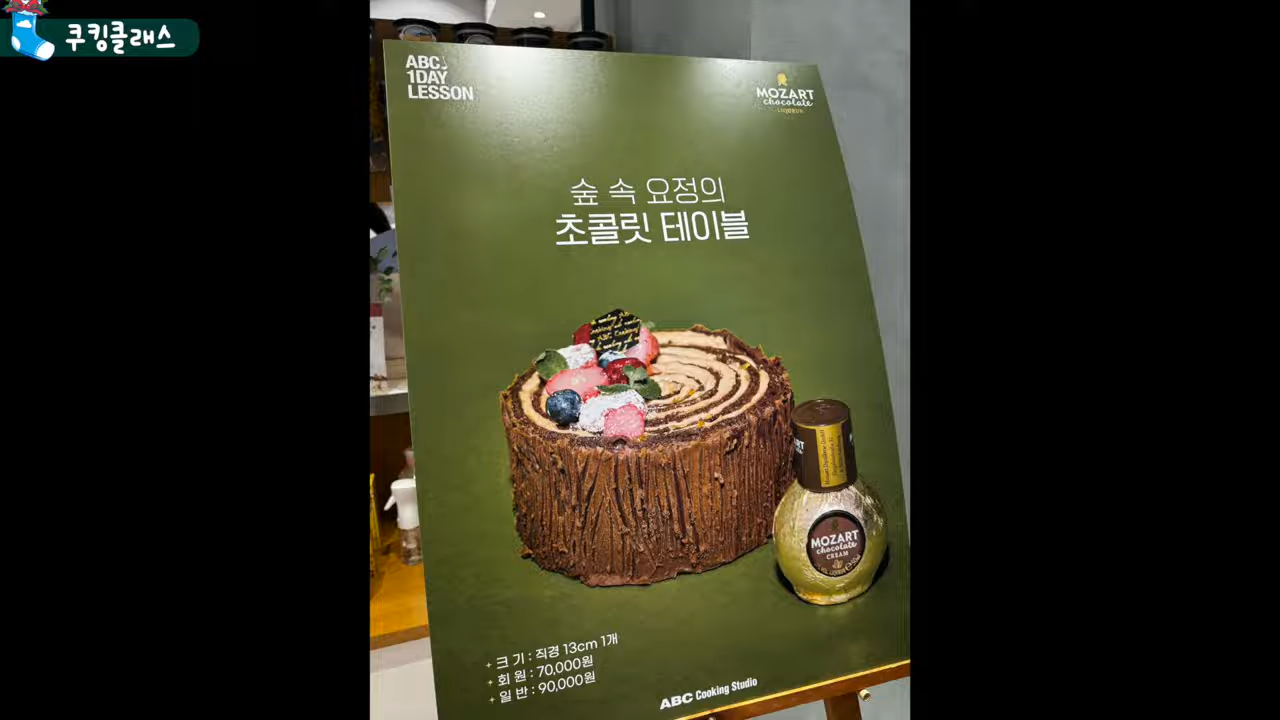 쿠킹클래스
ABC
1DAY
LESSON
MOZART
chocolate
LIQUEUR
숲 속 요정의
초콜릿 테이블
MOZART
chocolate
CREAM
+ 크 기 : 직경 13cm 1개
+ 회 원 : 70,000원
+ 일 반 : 90,000원
ABC Cooking Studio